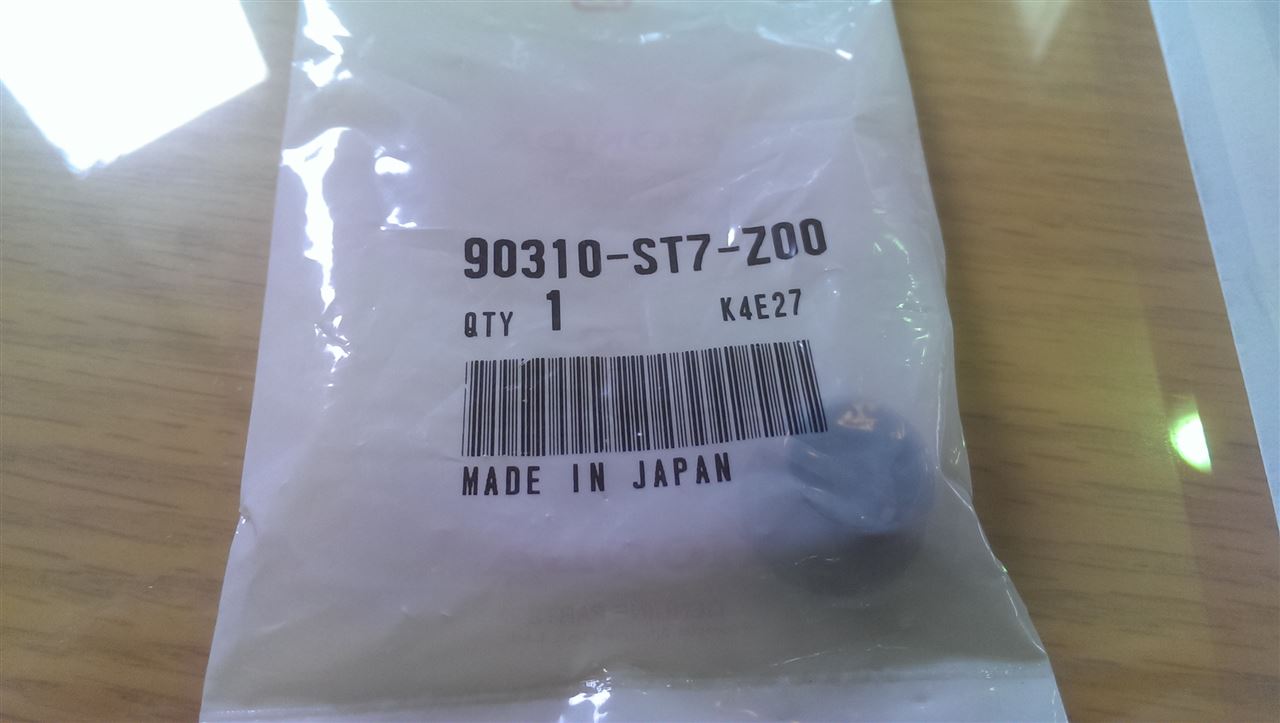 90310-ST7-Z00
QTY 1 K4E27
MADE IN JAPAN